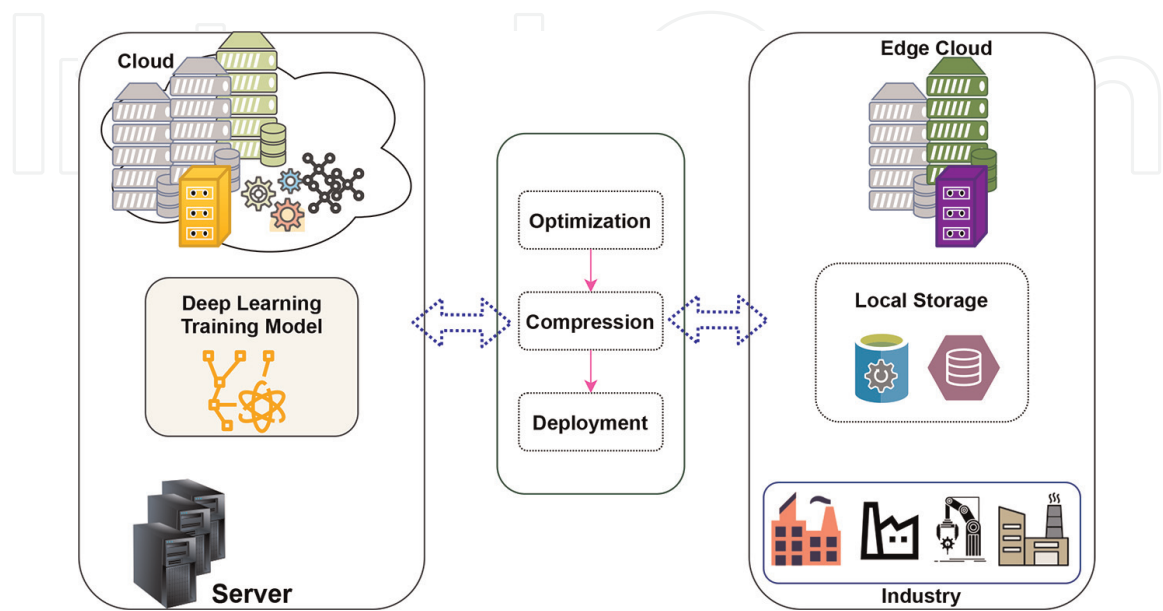 Cloud
Deep Learning
Training Model
Server
Optimization
Compression
Deployment
Edge Cloud
Local Storage
Industry